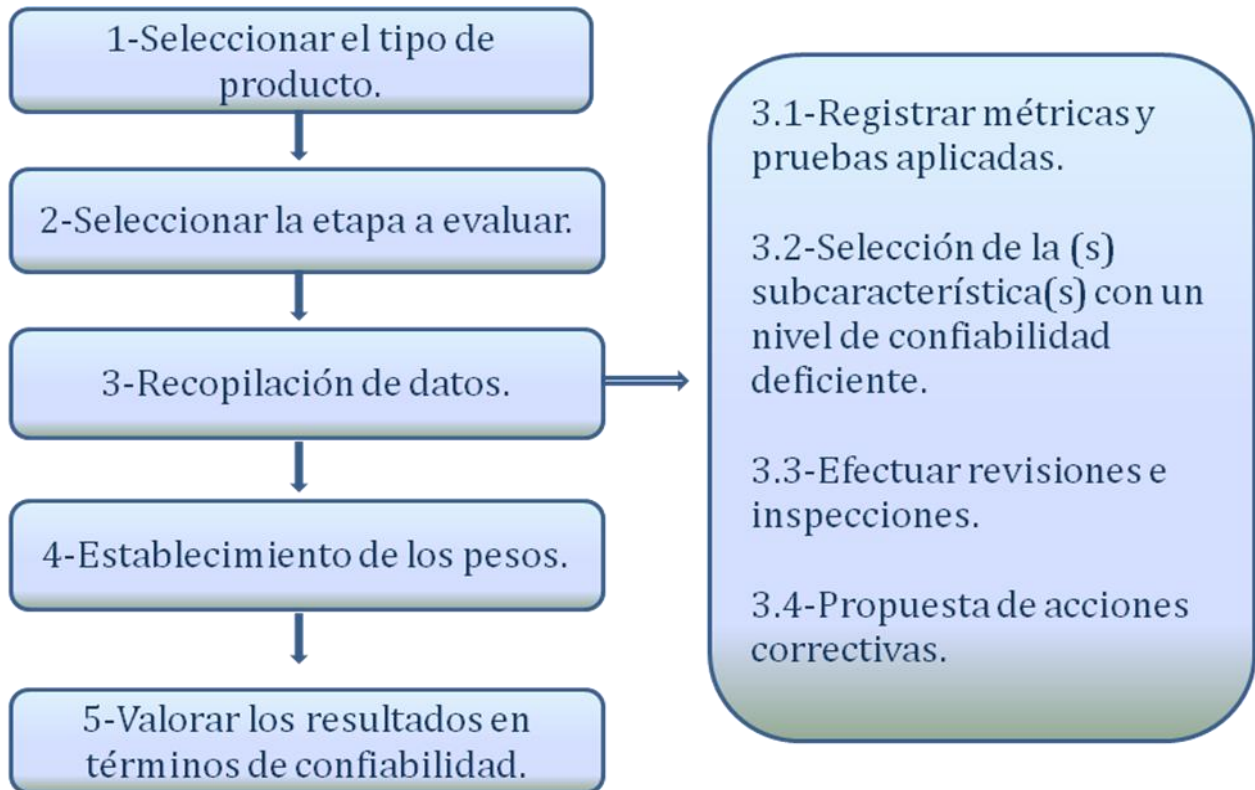 1-Seleccionar el tipo de
producto.
2-Seleccionar la etapa a evaluar.
3-Recopilación de datos.
4-Establecimiento de los pesos.
5-Valorar los resultados en
términos de confiabilidad.
3.1-Registrar métricas y
pruebas aplicadas.
3.2-Selección de la (s)
subcaracterística(s) con un
nivel de confiabilidad
deficiente.
3.3-Efectuar revisiones e
inspecciones.
3.4-Propuesta de acciones
correctivas.